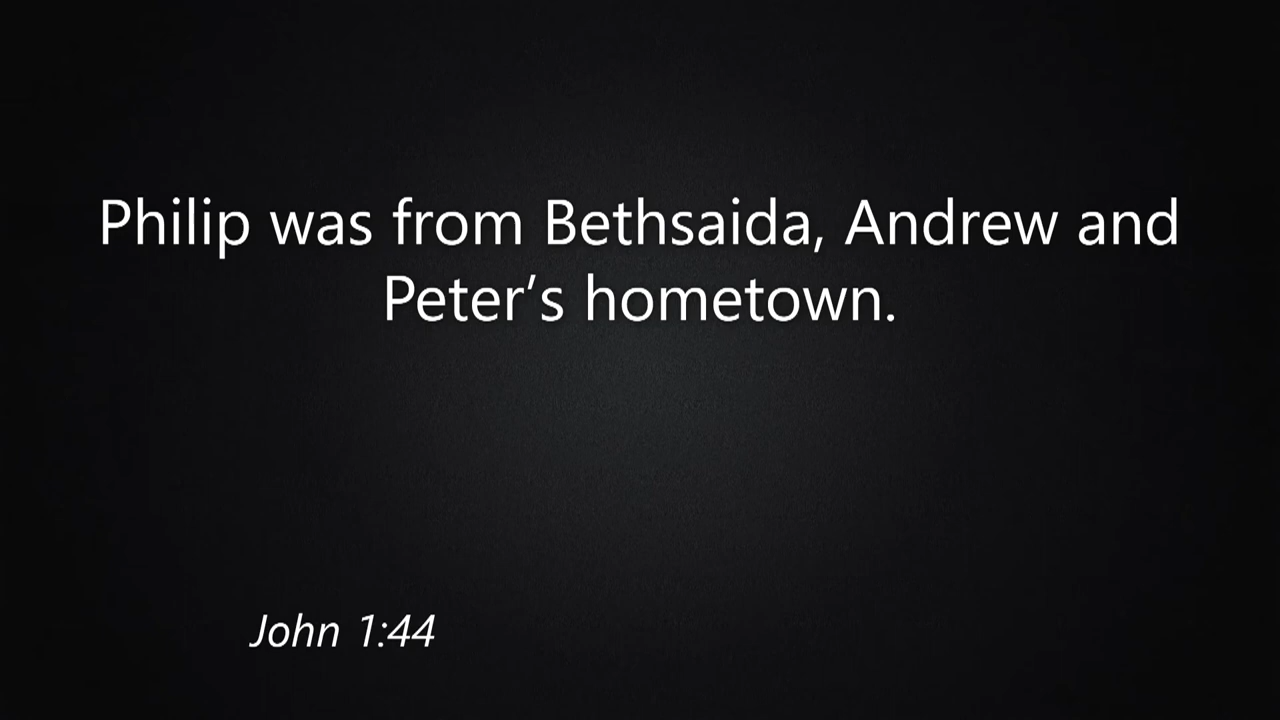 Philip was from Bethsaida, Andrew and
Peter’s hometown.
John 1:44